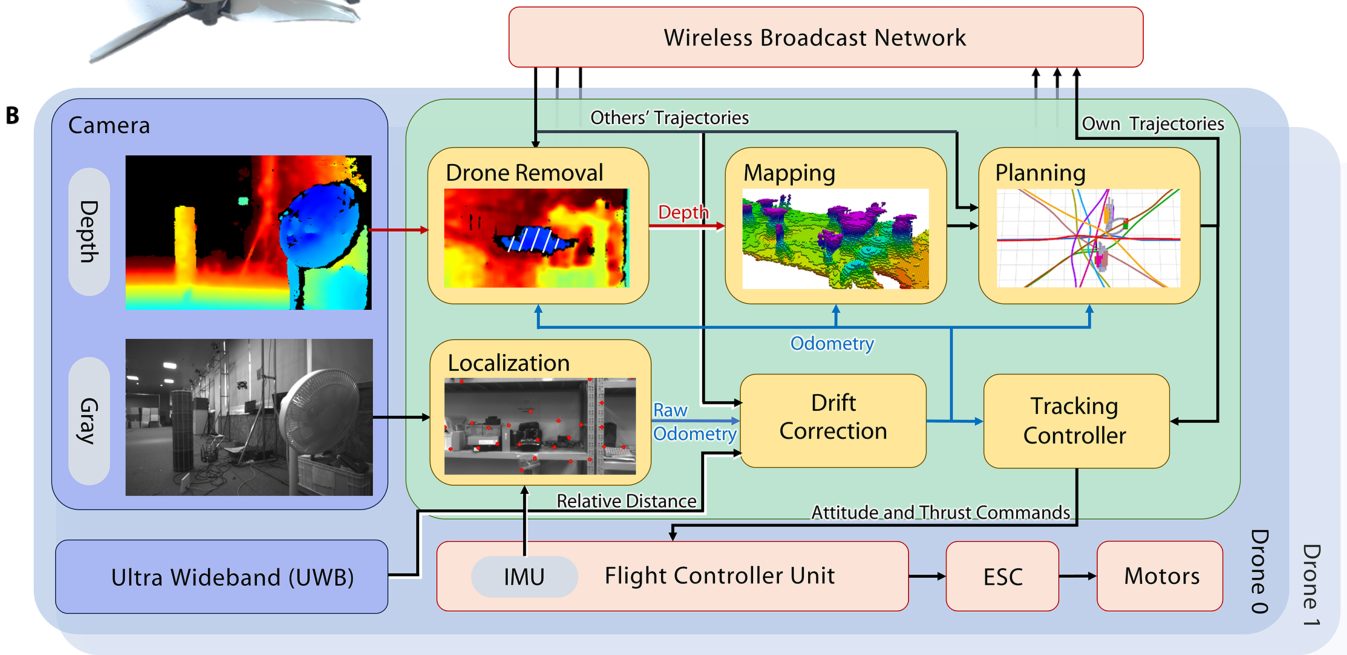 Wireless Broadcast Network
B
Camera
Others' Trajectories
Own Trajectories
Depth
Drone Removal
Depth
Mapping
Planning
Odometry
Gray
Localization
Raw
Odometry
Drift
Correction
Tracking
Controller
Relative Distance
Attitude and Thrust Commands
Ultra Wideband (UWB)
IMU
Flight Controller Unit
ESC
Motors
Drone 0
Drone 1